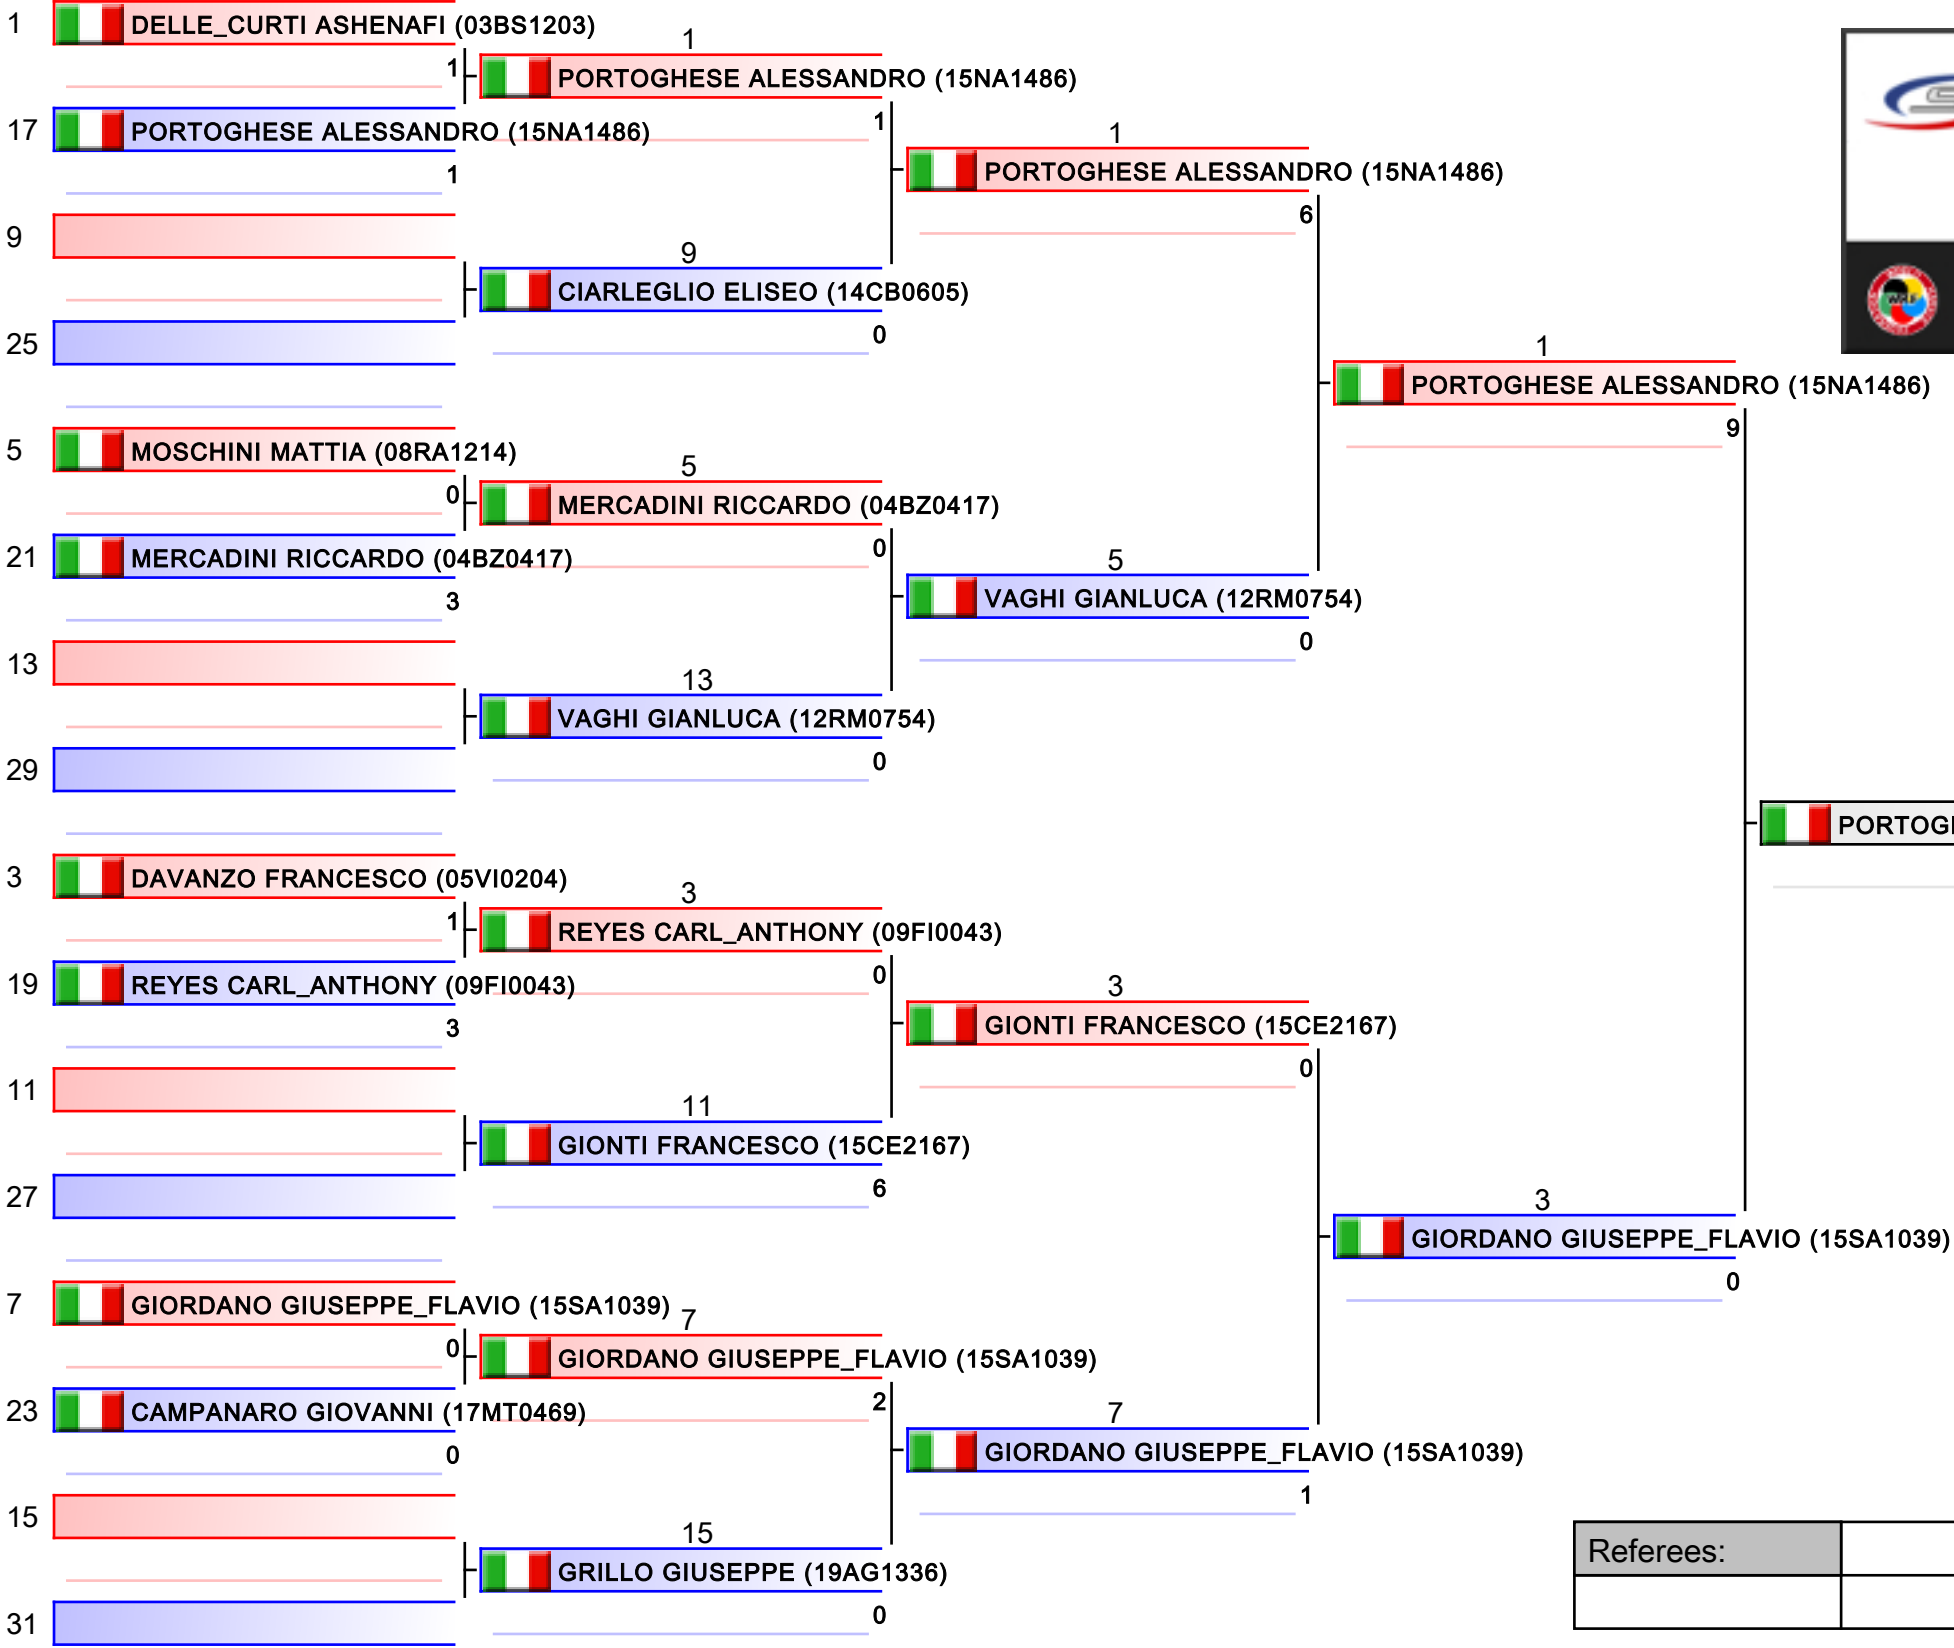 1 DELLE_CURTI ASHENAFI (03BS1203)
1
1
PORTOGHESE ALESSANDRO (15NA1486)
17 PORTOGHESE ALESSANDRO (15NA1486)
1
1
1
PORTOGHESE ALESSANDRO (15NA1486)
6
9
9
CIARLEGLIO ELISEO (14CB0605)
0
25
1
PORTOGHESE ALESSANDRO (15NA1486)
9
5 MOSCHINI MATTIA (08RA1214)
0
5
MERCADINI RICCARDO (04BZ0417)
0
21 MERCADINI RICCARDO (04BZ0417)
3
5
VAGHI GIANLUCA (12RM0754)
0
13
13
VAGHI GIANLUCA (12RM0754)
0
29
3 DAVANZO FRANCESCO (05VI0204)
1
3
REYES CARL_ANTHONY (09FI0043)
0
19 REYES CARL_ANTHONY (09FI0043)
3
3
GIONTI FRANCESCO (15CE2167)
0
11
11
GIONTI FRANCESCO (15CE2167)
6
27
3
GIORDANO GIUSEPPE_FLAVIO (15SA1039)
0
7 GIORDANO GIUSEPPE_FLAVIO (15SA1039)
0
7
GIORDANO GIUSEPPE_FLAVIO (15SA1039)
2
23 CAMPANARO GIOVANNI (17MT0469)
0
7
GIORDANO GIUSEPPE_FLAVIO (15SA1039)
1
15
15
GRILLO GIUSEPPE (19AG1336)
0
31
Referees: